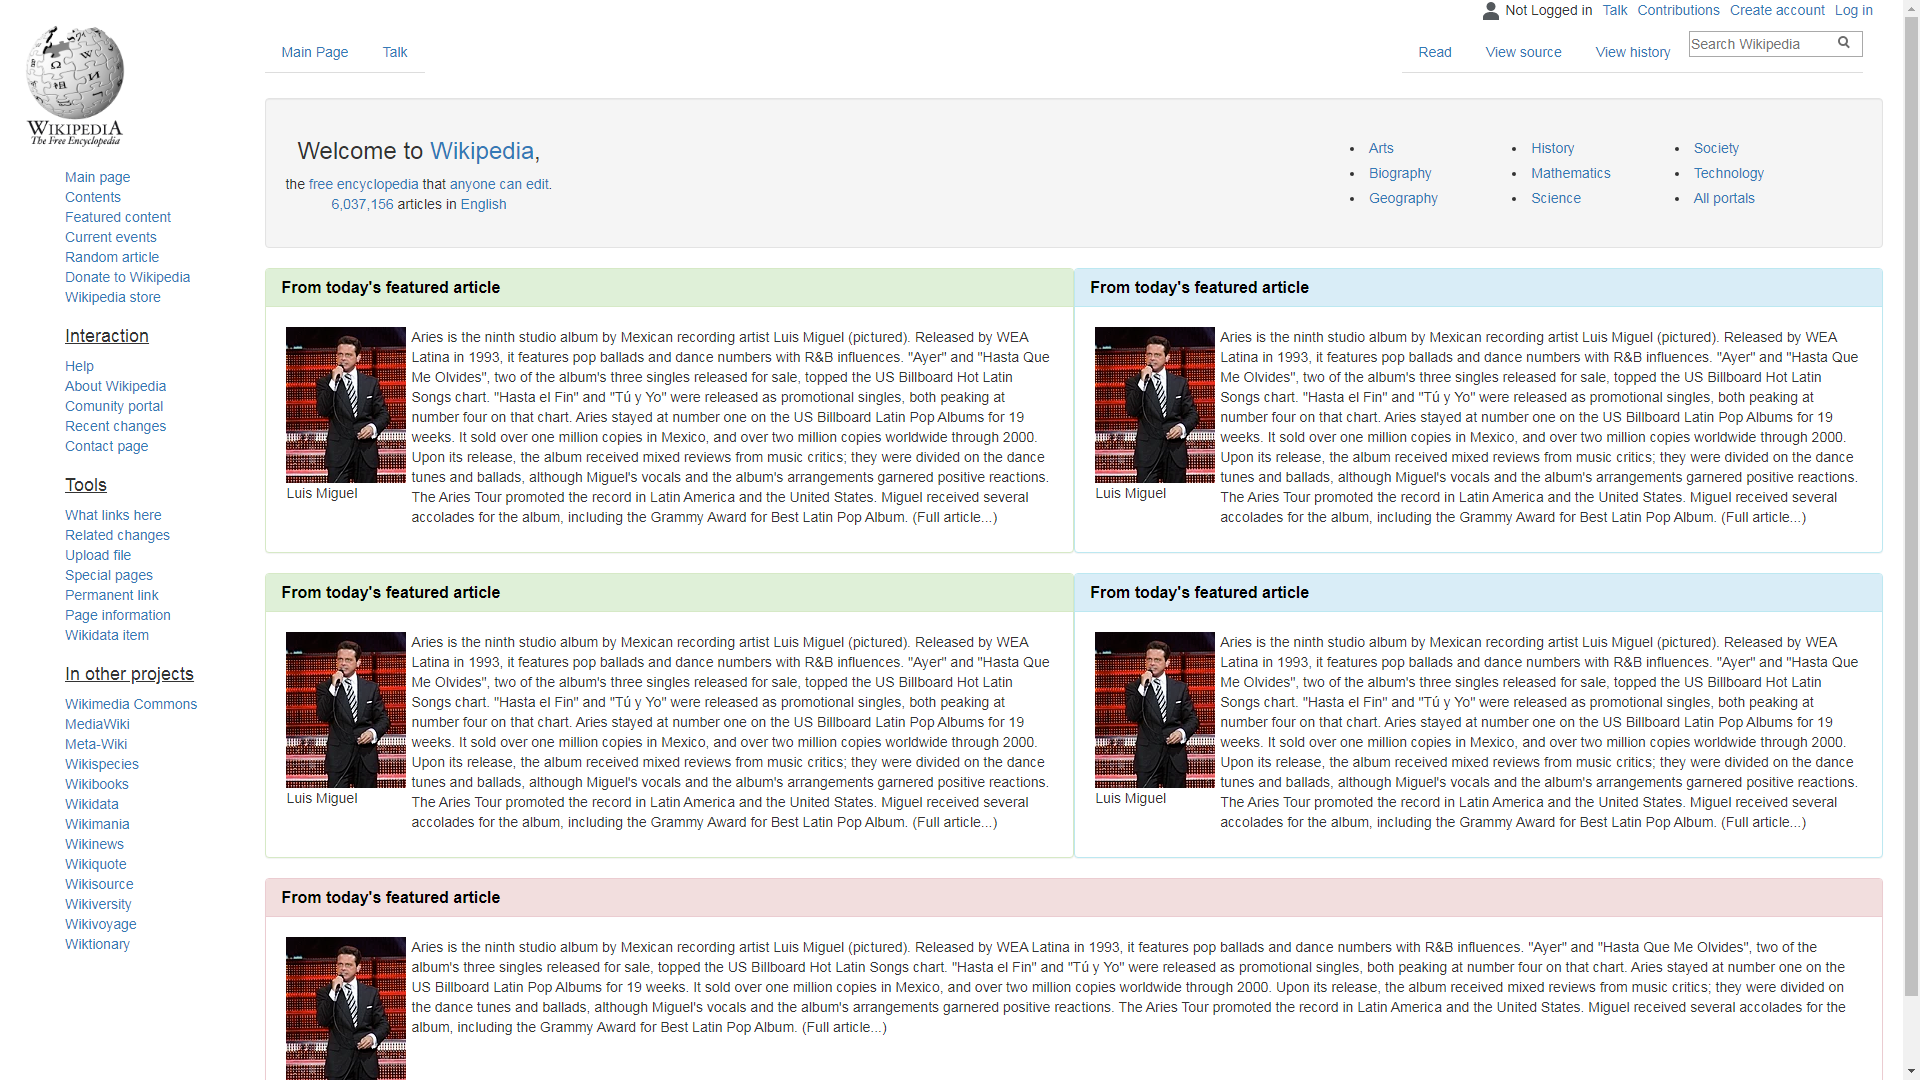 Not Logged in Talk Contributions Create account Log in
Main Page Talk
Read View source View history Search Wikipedia
WIKIPEDIA
The Free Encyclopedia
Main page
Contents
Featured content
Current events
Random article
Donate to Wikipedia
Wikipedia store
Interaction
Help
About Wikipedia
Comunity portal
Recent changes
Contact page
Tools
What links here
Related changes
Upload file
Special pages
Permanent link
Page information
Wikidata item
In other projects
Wikimedia Commons
MediaWiki
Meta-Wiki
Wikispecies
Wikibooks
Wikidata
Wikimania
Wikinews
Wikiquote
Wikisource
Wikiversity
Wikivoyage
Wiktionary
Welcome to Wikipedia,
the free encyclopedia that anyone can edit.
6,037,156 articles in English
Arts
Biography
Geography
History
Mathematics
Science
Society
Technology
All portals
From today's featured article
Aries is the ninth studio album by Mexican recording artist Luis Miguel (pictured). Released by WEA
Latina in 1993, it features pop ballads and dance numbers with R&B influences. "Ayer" and "Hasta Que
Me Olvides", two of the album's three singles released for sale, topped the US Billboard Hot Latin
Songs chart. "Hasta el Fin" and "Tú y Yo" were released as promotional singles, both peaking at
number four on that chart. Aries stayed at number one on the US Billboard Latin Pop Albums for 19
weeks. It sold over one million copies in Mexico, and over two million copies worldwide through 2000.
Upon its release, the album received mixed reviews from music critics; they were divided on the dance
tunes and ballads, although Miguel's vocals and the album's arrangements garnered positive reactions.
The Aries Tour promoted the record in Latin America and the United States. Miguel received several
accolades for the album, including the Grammy Award for Best Latin Pop Album. (Full article...)
Luis Miguel
From today's featured article
Aries is the ninth studio album by Mexican recording artist Luis Miguel (pictured). Released by WEA
Latina in 1993, it features pop ballads and dance numbers with R&B influences. "Ayer" and "Hasta Que
Me Olvides", two of the album's three singles released for sale, topped the US Billboard Hot Latin
Songs chart. "Hasta el Fin" and "Tú y Yo" were released as promotional singles, both peaking at
number four on that chart. Aries stayed at number one on the US Billboard Latin Pop Albums for 19
weeks. It sold over one million copies in Mexico, and over two million copies worldwide through 2000.
Upon its release, the album received mixed reviews from music critics; they were divided on the dance
tunes and ballads, although Miguel's vocals and the album's arrangements garnered positive reactions.
The Aries Tour promoted the record in Latin America and the United States. Miguel received several
accolades for the album, including the Grammy Award for Best Latin Pop Album. (Full article...)
Luis Miguel
From today's featured article
Aries is the ninth studio album by Mexican recording artist Luis Miguel (pictured). Released by WEA
Latina in 1993, it features pop ballads and dance numbers with R&B influences. "Ayer" and "Hasta Que
Me Olvides", two of the album's three singles released for sale, topped the US Billboard Hot Latin
Songs chart. "Hasta el Fin" and "Tú y Yo" were released as promotional singles, both peaking at
number four on that chart. Aries stayed at number one on the US Billboard Latin Pop Albums for 19
weeks. It sold over one million copies in Mexico, and over two million copies worldwide through 2000.
Upon its release, the album received mixed reviews from music critics; they were divided on the dance
tunes and ballads, although Miguel's vocals and the album's arrangements garnered positive reactions.
The Aries Tour promoted the record in Latin America and the United States. Miguel received several
accolades for the album, including the Grammy Award for Best Latin Pop Album. (Full article...)
Luis Miguel
From today's featured article
Aries is the ninth studio album by Mexican recording artist Luis Miguel (pictured). Released by WEA
Latina in 1993, it features pop ballads and dance numbers with R&B influences. "Ayer" and "Hasta Que
Me Olvides", two of the album's three singles released for sale, topped the US Billboard Hot Latin
Songs chart. "Hasta el Fin" and "Tú y Yo" were released as promotional singles, both peaking at
number four on that chart. Aries stayed at number one on the US Billboard Latin Pop Albums for 19
weeks. It sold over one million copies in Mexico, and over two million copies worldwide through 2000.
Upon its release, the album received mixed reviews from music critics; they were divided on the dance
tunes and ballads, although Miguel's vocals and the album's arrangements garnered positive reactions.
The Aries Tour promoted the record in Latin America and the United States. Miguel received several
accolades for the album, including the Grammy Award for Best Latin Pop Album. (Full article...)
Luis Miguel
From today's featured article
Aries is the ninth studio album by Mexican recording artist Luis Miguel (pictured). Released by WEA Latina in 1993, it features pop ballads and dance numbers with R&B influences. "Ayer" and "Hasta Que Me Olvides", two of the
album's three singles released for sale, topped the US Billboard Hot Latin Songs chart. "Hasta el Fin" and "Tú y Yo" were released as promotional singles, both peaking at number four on that chart. Aries stayed at number one on the
US Billboard Latin Pop Albums for 19 weeks. It sold over one million copies in Mexico, and over two million copies worldwide through 2000. Upon its release, the album received mixed reviews from music critics; they were divided on
the dance tunes and ballads, although Miguel's vocals and the album's arrangements garnered positive reactions. The Aries Tour promoted the record in Latin America and the United States. Miguel received several accolades for the
album, including the Grammy Award for Best Latin Pop Album. (Full article...)